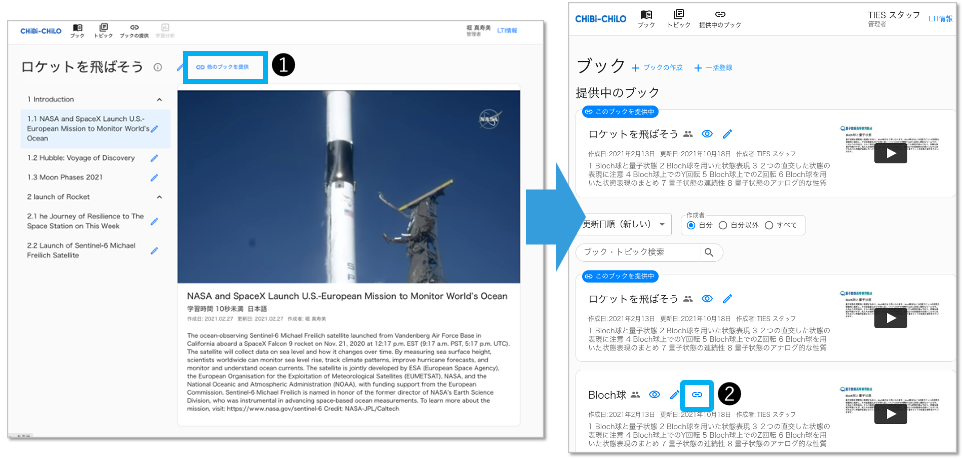 CHiBi-CHiLO
ブック
トピック
ブックの提供
学習分析
堀 真寿美
管理者
LTI情報
ロケットを飛ばそう
他のブックを提供
1
1 Introduction
1.1 NASA and SpaceX Launch U.S.-
European Mission to Monitor World's
Ocean
1.2 Hubble: Voyage of Discovery
1.3 Moon Phases 2021
2 launch of Rocket
2.1 he Journey of Resilience to The
Space Station on This Week
2.2 Launch of Sentinel-6 Michael
Freilich Satellite
NASA
NASA and SpaceX Launch U.S.-European Mission to Monitor World's Ocean
学習時間 10秒未満 日本語
作成日: 2021.02.27 更新日: 2021.02.27 作成者: 堀 真寿美
The ocean-observing Sentinel-6 Michael Freilich satellite launched from Vandenberg Air Force Base in
California aboard a SpaceX Falcon 9 rocket on Nov. 21, 2020 at 12:17 p.m. EST (9:17 a.m. PST, 5:17 p.m. UTC).
The satellite will collect data on sea level and how it changes over time. By measuring sea surface height,
scientists worldwide can monitor sea level rise, track climate patterns, improve hurricane forecasts, and
monitor and understand ocean currents. The satellite is jointly developed by ESA (European Space Agency),
the European Organisation for the Exploitation of Meteorological Satellites (EUMETSAT), NASA, and the
National Oceanic and Atmospheric Administration (NOAA), with funding support from the European
Commission. Sentinel-6 Michael Freilich is named in honor of the former director of NASA's Earth Science
Division, who was instrumental in advancing space-based ocean measurements. To learn more about the
mission, visit: https://www.nasa.gov/sentinel-6 Credit: NASA-JPL/Caltech
CHiBi-CHiLO
ブック
トピック
提供中のブック
TIES スタッフ
管理者
LTI情報
ブック
+ ブックの作成
+ 一括登録
提供中のブック
このブックを提供中
ロケットを飛ばそう
作成日:2021年2月13日 更新日:2021年10月18日 作成者 TIES スタッフ
1 Bloch球と量子状態 2 Bloch球を用いた状態表現 3 2つの直交した状態の
表現に注意 4 Bloch球上でのY回転 5 Bloch球上でのZ回転 6 Bloch球を用
いた状態表現のまとめ 7 量子状態の連続性 8 量子状態のアナログ的な性質
更新日順（新しい）
作成者
自分
自分以外
すべて
ブック・トピック検索
このブックを提供中
ロケットを飛ばそう
作成日:2021年2月13日 更新日:2021年10月18日 作成者 TIES スタッフ
1 Bloch球と量子状態 2 Bloch球を用いた状態表現 3 2つの直交した状態の
表現に注意 4 Bloch球上でのY回転 5 Bloch球上でのZ回転 6 Bloch球を用
いた状態表現のまとめ 7 量子状態の連続性 8 量子状態のアナログ的な性質
Bloch球
2
作成日:2021年2月13日 更新日:2021年10月18日 作成者 TIES スタッフ
1 Bloch球と量子状態 2 Bloch球を用いた状態表現 3 2つの直交した状態の
表現に注意 4 Bloch球上でのY回転 5 Bloch球上でのZ回転 6 Bloch球を用
いた状態表現のまとめ 7 量子状態の連続性 8 量子状態のアナログ的な性質